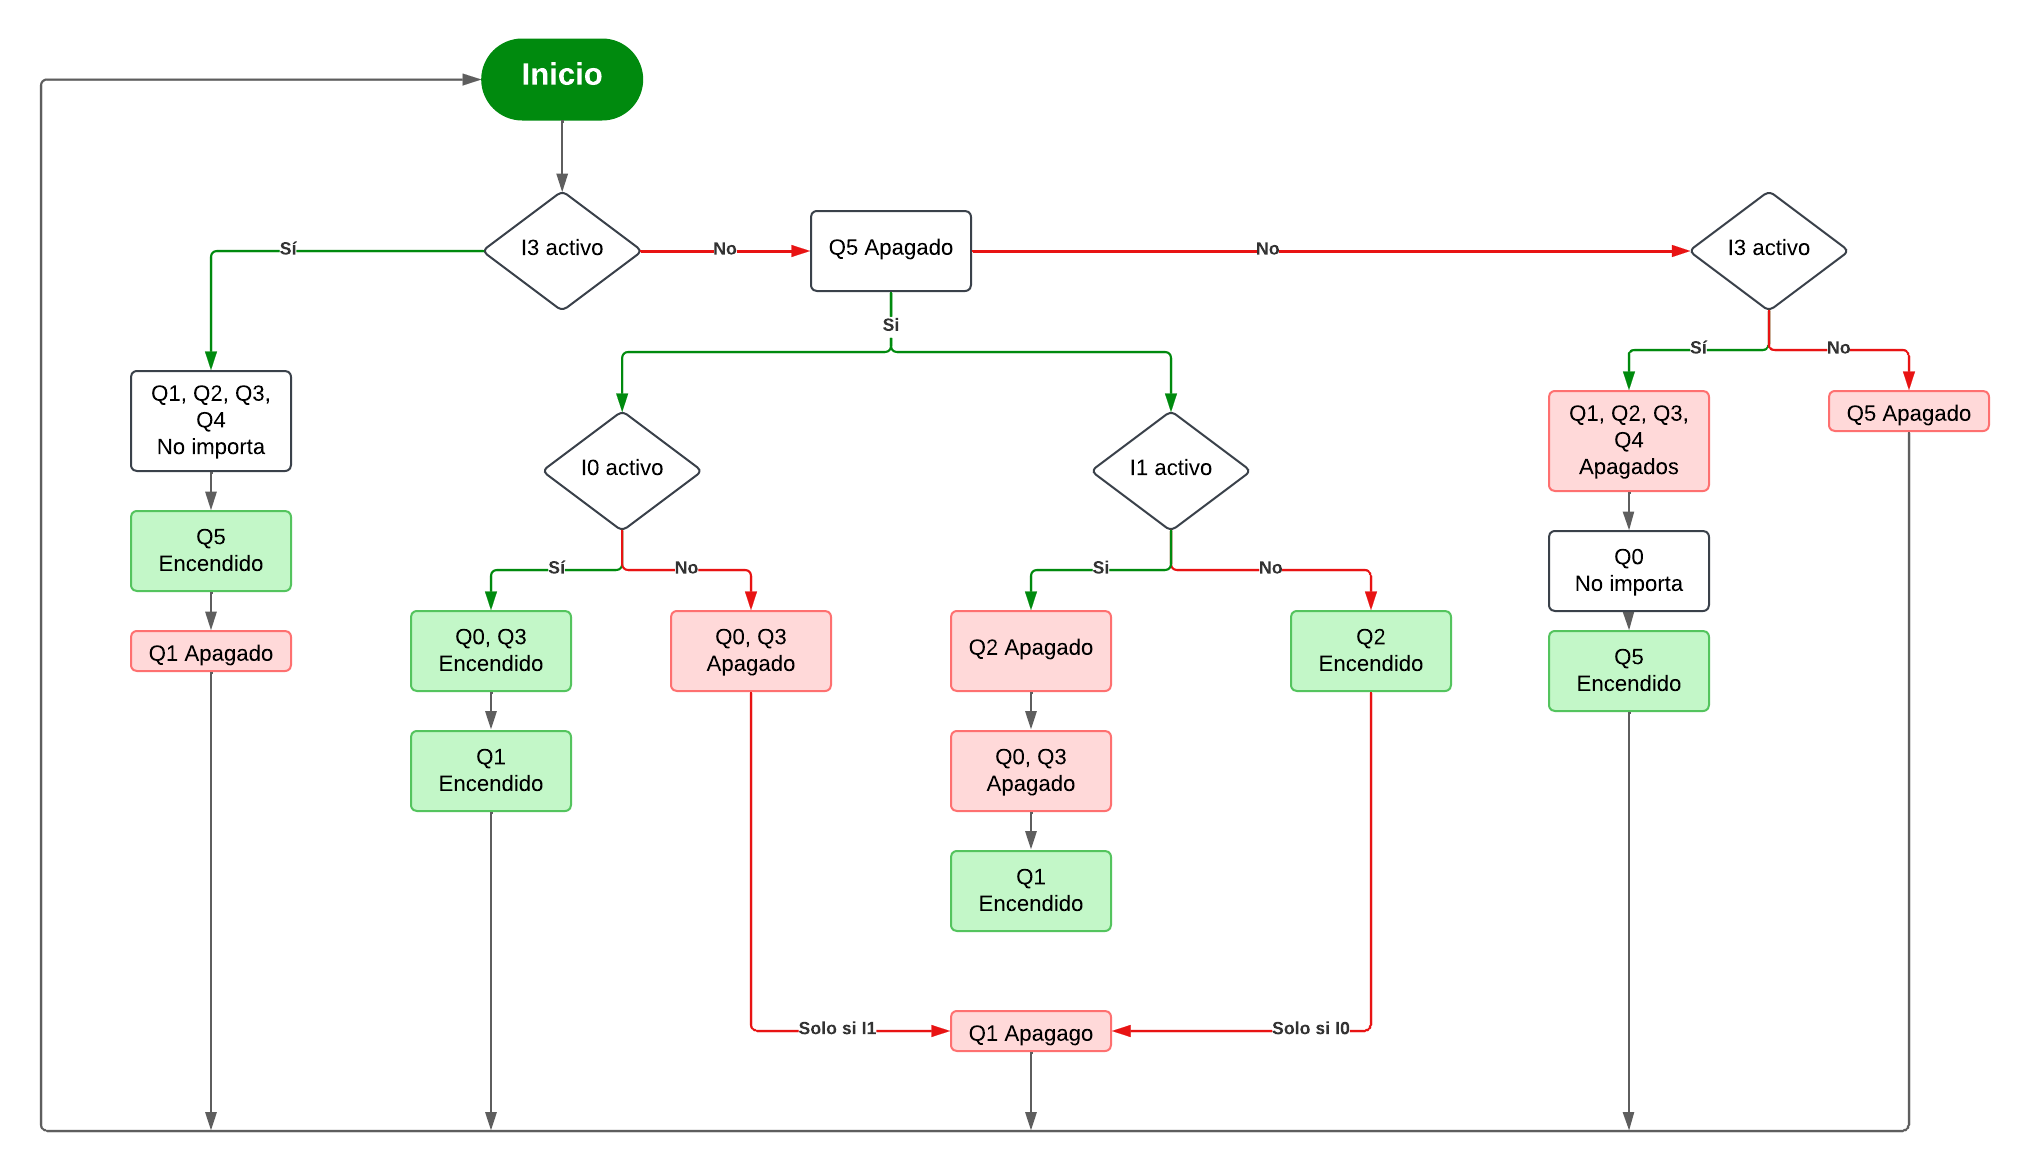 Inicio
I3 activo
Sí
No
Q5 Apagado
No
I3 activo
Si
Sí
No
Q1, Q2, Q3,
Q4
No importa
Q1, Q2, Q3,
Q4
Apagados
Q5 Apagado
I0 activo
I1 activo
Q5
Encendido
Q0
No importa
Sí
No
Si
No
Q1 Apagado
Q0, Q3
Encendido
Q0, Q3
Apagado
Q2 Apagado
Q2
Encendido
Q5
Encendido
Q1
Encendido
Q0, Q3
Apagado
Q1
Encendido
Solo si I1
Q1 Apagago
Solo si I0